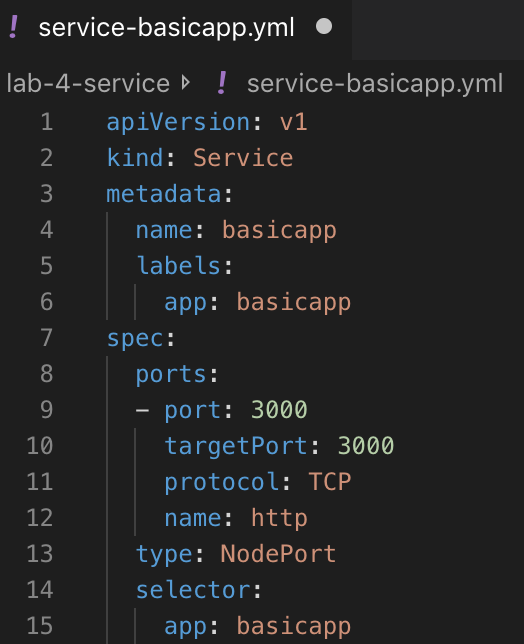 ! service-basicapp.yml ●
lab-4-service ▷ ! service-basicapp.yml
1 apiVersion: v1
2 kind: Service
3 metadata:
4   name: basicapp
5   labels:
6     app: basicapp
7 spec:
8   ports:
9   - port: 3000
10     targetPort: 3000
11     protocol: TCP
12     name: http
13   type: NodePort
14   selector:
15     app: basicapp